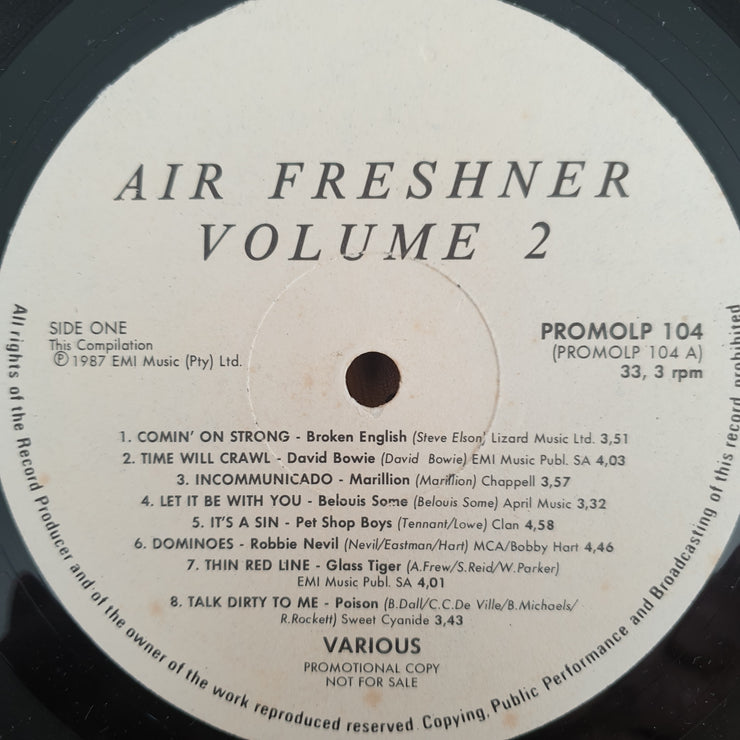 AIR FRESHNER
VOLUME 2
SIDE ONE
This Compilation
Ⓟ1987 EMI Music (Pty) Ltd.
PROMOLP 104
(PROMOLP 104 A)
33, 3 rpm
1. COMIN' ON STRONG - Broken English (Steve Elson) Lizard Music Ltd. 3,51
2. TIME WILL CRAWL - David Bowie (David Bowie) EMI Music Publ. SA 4,03
3. INCOMMUNICADO - Marillion (Marillion) Chappell 3,57
4. LET IT BE WITH YOU - Belouis Some (Belouis Some) April Music 3,32
5. IT'S A SIN - Pet Shop Boys (Tennant/Lowe) Clan 4,58
6. DOMINOES - Robbie Nevil (Nevil/Eastman/Hart) MCA/Bobby Hart 4,46
7. THIN RED LINE - Glass Tiger (A.Frew/S.Reid/W.Parker)
EMI Music Publ. SA 4,01
8. TALK DIRTY TO ME - Poison (B.Dall/C.C.De Ville/B.Michaels/
R.Rockett) Sweet Cyanide 3,43
VARIOUS
PROMOTIONAL COPY
NOT FOR SALE
All rights of the Record Producer and of the owner of the work reproduced reserved. Copying, Public Performance and Broadcasting of this record prohibited